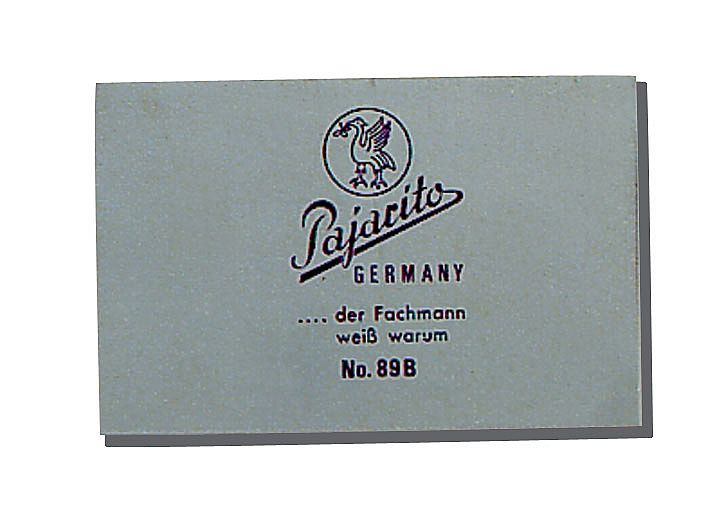 Pajarito
GERMANY
.... der Fachmann
weiß warum
No. 89B